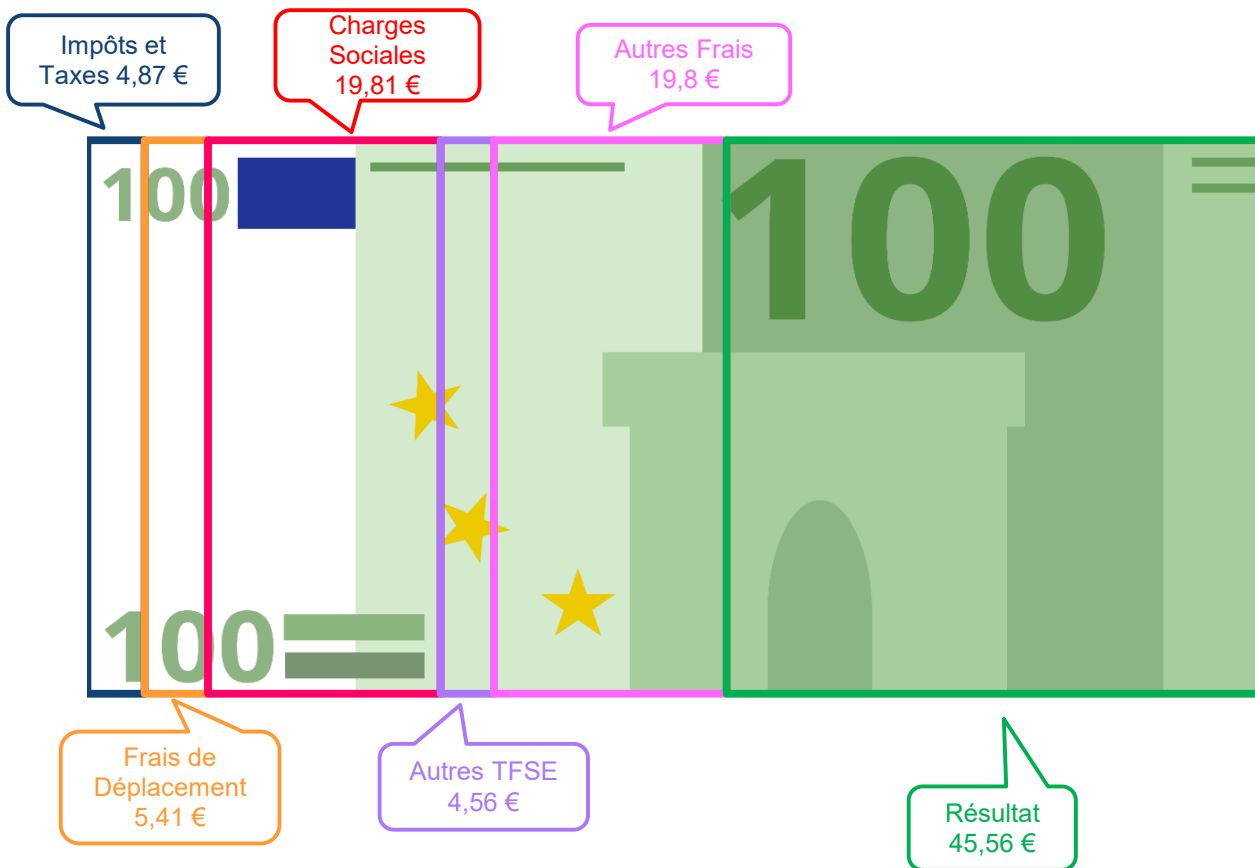 Impôts et
Taxes 4,87 €
Charges
Sociales
19,81 €
Autres Frais
19,8 €
100
100
100
Frais de
Déplacement
5,41 €
Autres TFSE
4,56 €
Résultat
45,56 €